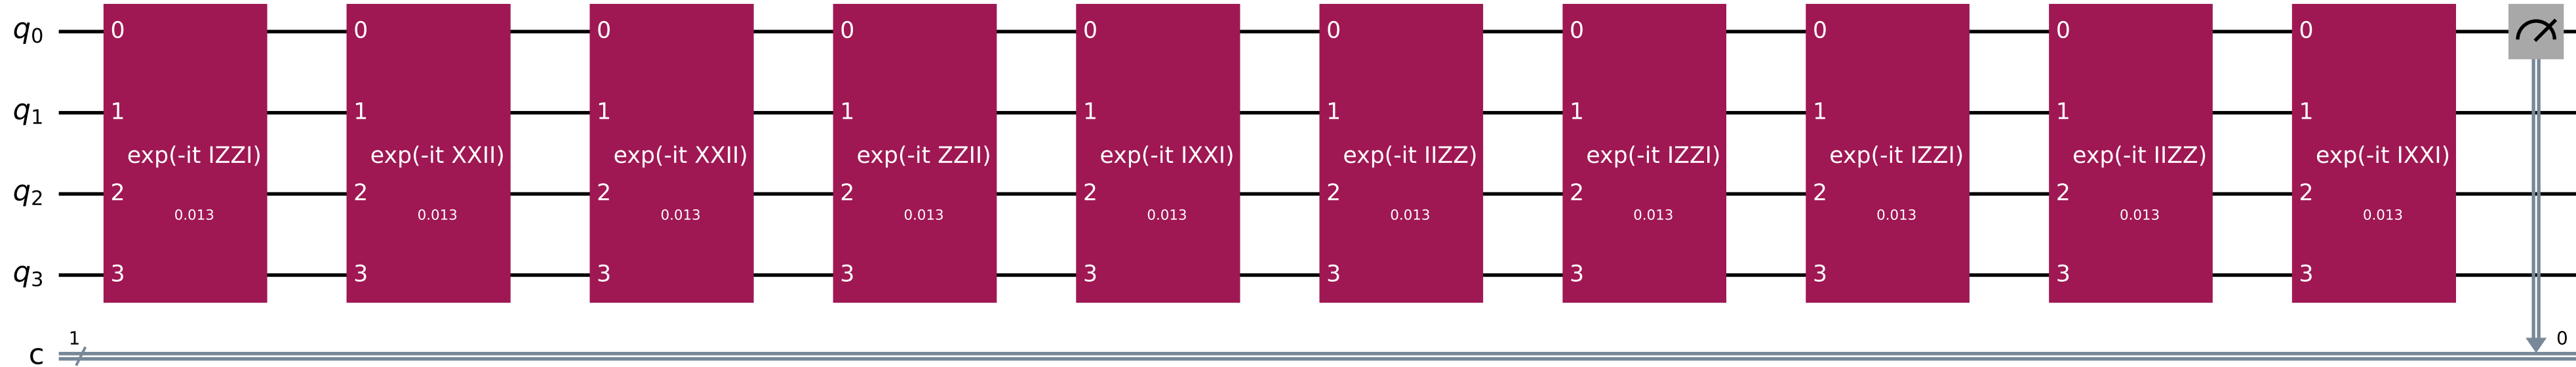 q0 0 0 0 0 0 0 0 0 0 0
q1 1 1 1 1 1 1 1 1 1 1
exp(-it IZZI) exp(-it XXII) exp(-it XXII) exp(-it ZZII) exp(-it IXXI) exp(-it IIZZ) exp(-it IZZI) exp(-it IZZI) exp(-it IIZZ) exp(-it IXXI)
q2 2 2 2 2 2 2 2 2 2 2
0.013 0.013 0.013 0.013 0.013 0.013 0.013 0.013 0.013 0.013
q3 3 3 3 3 3 3 3 3 3 3
1 0
c